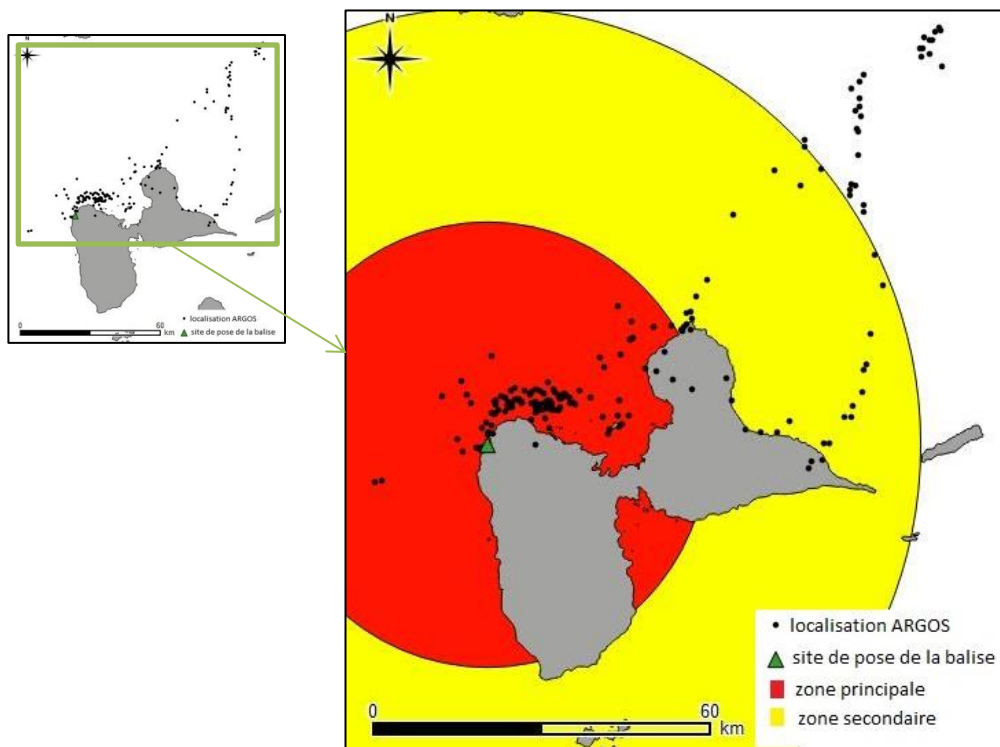 N
localisation ARGOS
site de pose de la balise
0
60
km
N
localisation ARGOS
site de pose de la balise
zone principale
zone secondaire
0
60
km